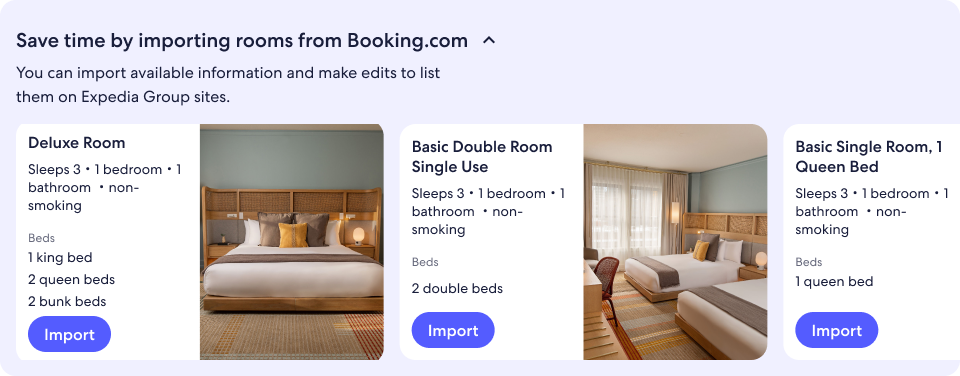 Save time by importing rooms from Booking.com
You can import available information and make edits to list
them on Expedia Group sites.
Deluxe Room
Sleeps 3 • 1 bedroom • 1
bathroom • non-
smoking
Beds
1 king bed
2 queen beds
2 bunk beds
Import
Basic Double Room
Single Use
Sleeps 3 • 1 bedroom • 1
bathroom • non-
smoking
Beds
2 double beds
Import
Basic Single Room, 1
Queen Bed
Sleeps 3 • 1 bedroom • 1
bathroom • non-
smoking
Beds
1 queen bed
Import